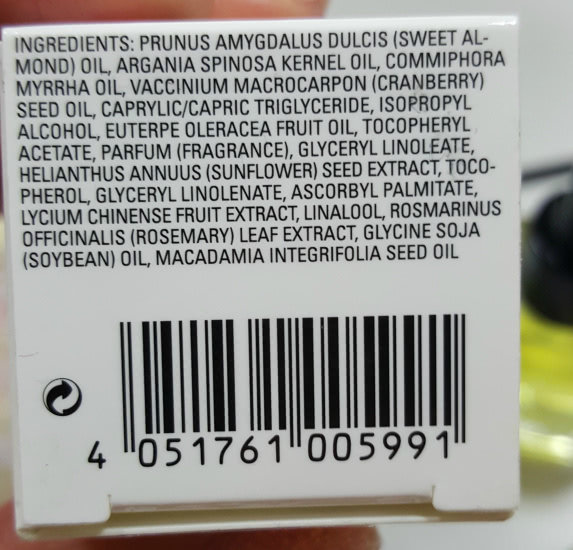 INGREDIENTS: PRUNUS AMYGDALUS DULCIS (SWEET AL-
MOND) OIL, ARGANIA SPINOSA KERNEL OIL, COMMIPHORA
MYRRHA OIL, VACCINIUM MACROCARPON (CRANBERRY)
SEED OIL, CAPRYLIC/CAPRIC TRIGLYCERIDE, ISOPROPYL
ALCOHOL, EUTERPE OLERACEA FRUIT OIL, TOCOPHERYL
ACETATE, PARFUM (FRAGRANCE), GLYCERYL LINOLEATE,
HELIANTHUS ANNUUS (SUNFLOWER) SEED EXTRACT, TOCO-
PHEROL, GLYCERYL LINOLENATE, ASCORBYL PALMITATE,
LYCIUM CHINENSE FRUIT EXTRACT, LINALOOL, ROSMARINUS
OFFICINALIS (ROSEMARY) LEAF EXTRACT, GLYCINE SOJA
(SOYBEAN) OIL, MACADAMIA INTEGRIFOLIA SEED OIL
4 051761 005991